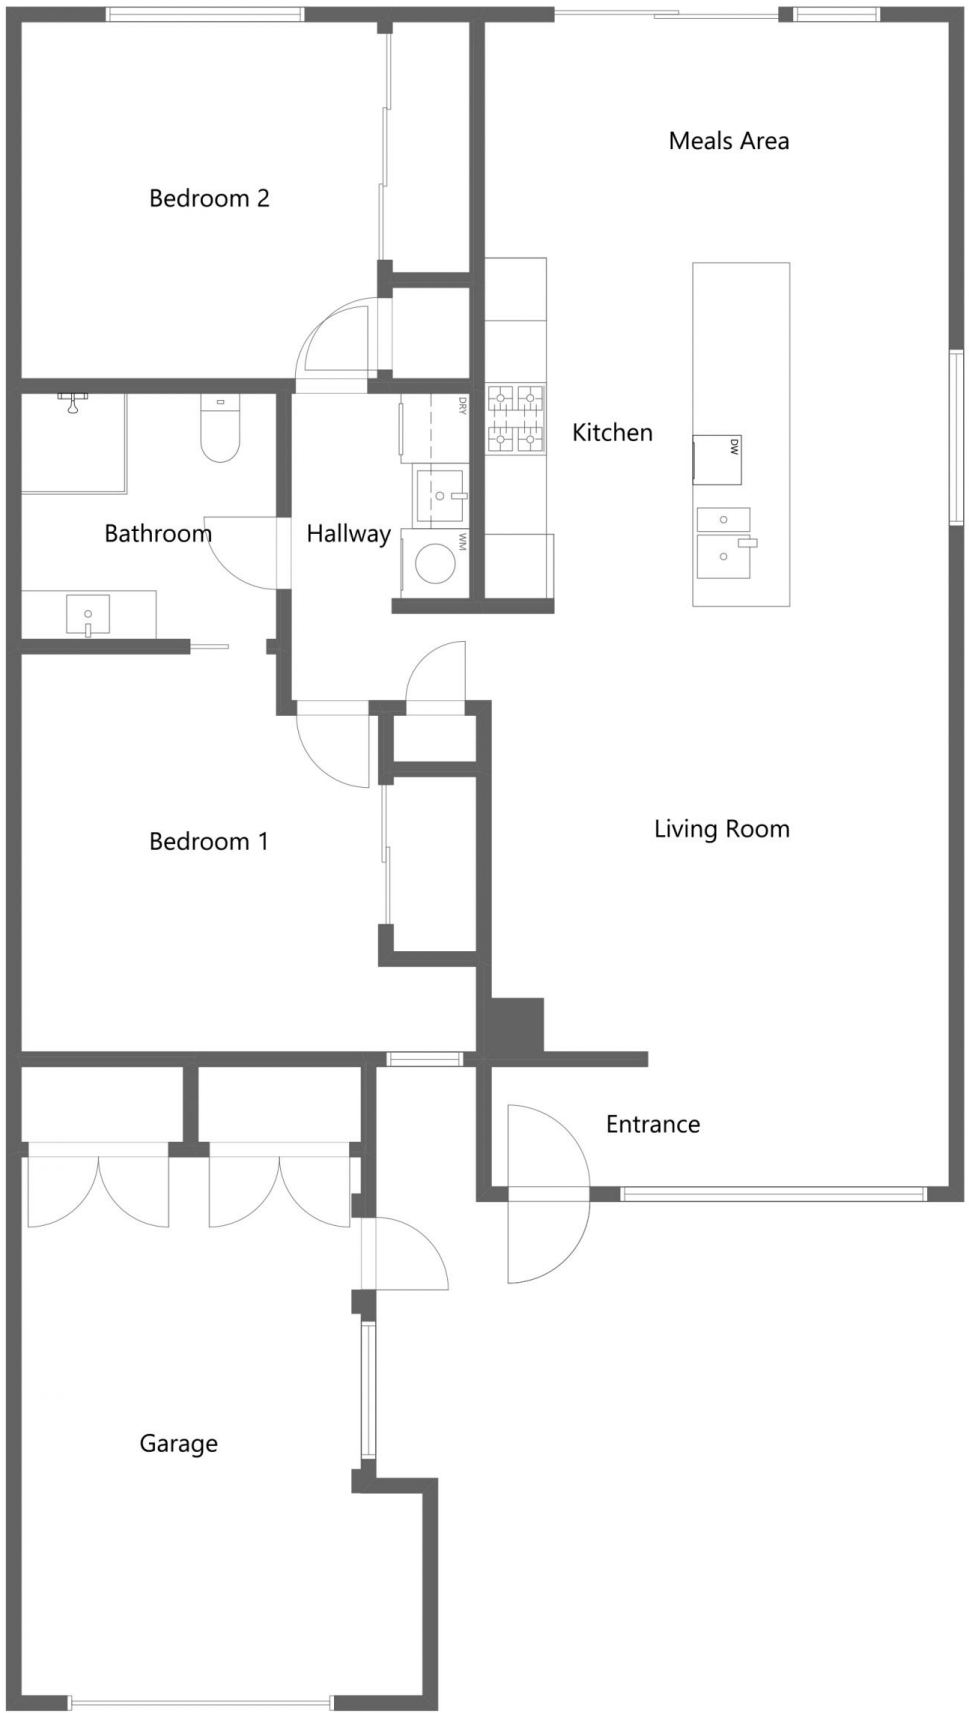 Meals Area
Bedroom 2
DRY
Kitchen
DW
Bathroom
Hallway
WM
Living Room
Bedroom 1
Entrance
Garage